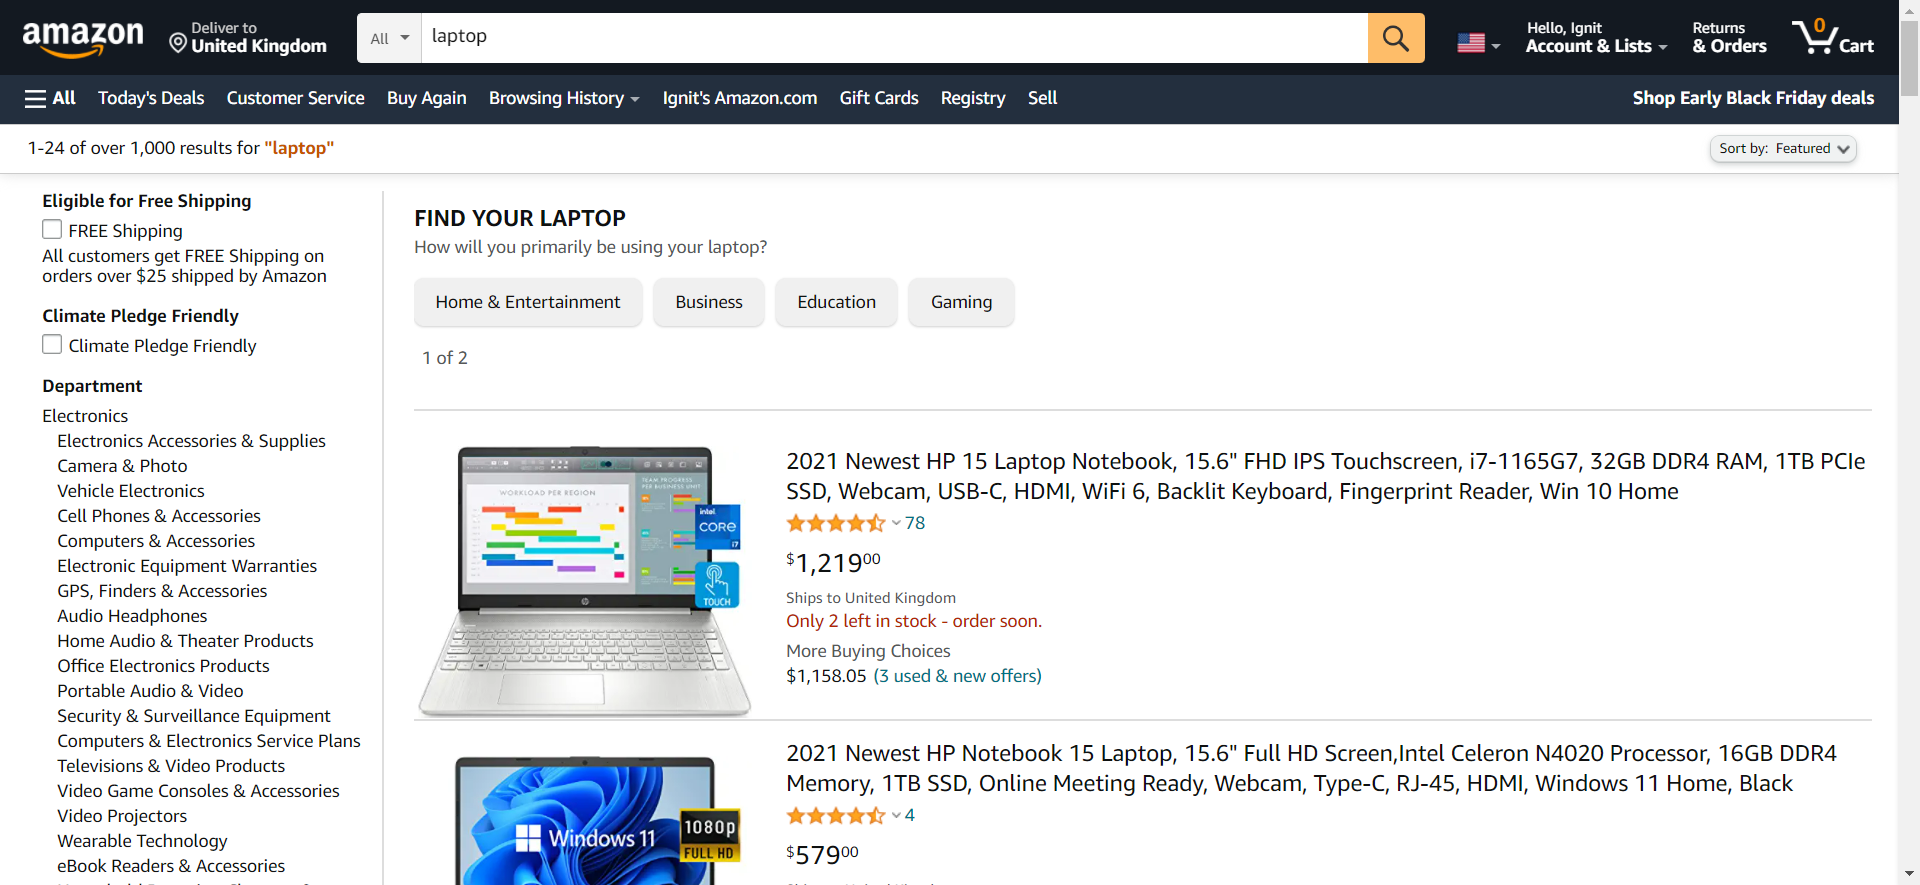 amazon
Deliver to
United Kingdom
All
laptop
Hello, Ignit
Account & Lists
Returns
& Orders
0
Cart
All
Today's Deals
Customer Service
Buy Again
Browsing History
Ignit's Amazon.com
Gift Cards
Registry
Sell
Shop Early Black Friday deals
1-24 of over 1,000 results for "laptop"
Sort by: Featured
Eligible for Free Shipping
FREE Shipping
All customers get FREE Shipping on
orders over $25 shipped by Amazon
Climate Pledge Friendly
Climate Pledge Friendly
Department
Electronics
Electronics Accessories & Supplies
Camera & Photo
Vehicle Electronics
Cell Phones & Accessories
Computers & Accessories
Electronic Equipment Warranties
GPS, Finders & Accessories
Audio Headphones
Home Audio & Theater Products
Office Electronics Products
Portable Audio & Video
Security & Surveillance Equipment
Computers & Electronics Service Plans
Televisions & Video Products
Video Game Consoles & Accessories
Video Projectors
Wearable Technology
eBook Readers & Accessories
FIND YOUR LAPTOP
How will you primarily be using your laptop?
Home & Entertainment
Business
Education
Gaming
1 of 2
WORKLOAD PER REGION
TEAM PROGRESS
PER BUSINESS UNIT
intel
CORE
i7
TOUCH
hp
2021 Newest HP 15 Laptop Notebook, 15.6" FHD IPS Touchscreen, i7-1165G7, 32GB DDR4 RAM, 1TB PCIe
SSD, Webcam, USB-C, HDMI, WiFi 6, Backlit Keyboard, Fingerprint Reader, Win 10 Home
78
$1,21900
Ships to United Kingdom
Only 2 left in stock - order soon.
More Buying Choices
$1,158.05 (3 used & new offers)
Windows 11
1080p
FULL HD
2021 Newest HP Notebook 15 Laptop, 15.6" Full HD Screen,Intel Celeron N4020 Processor, 16GB DDR4
Memory, 1TB SSD, Online Meeting Ready, Webcam, Type-C, RJ-45, HDMI, Windows 11 Home, Black
4
$57900